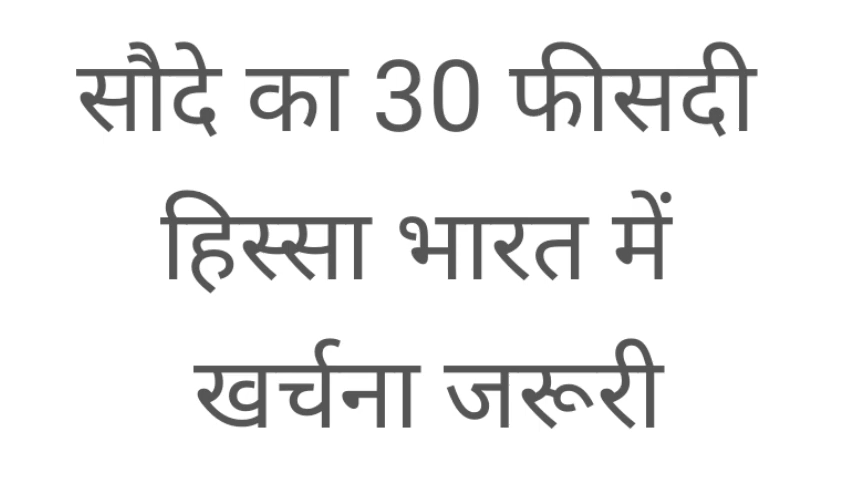 सौदे का 30 फीसदी
हिस्सा भारत में
खर्चना जरूरी